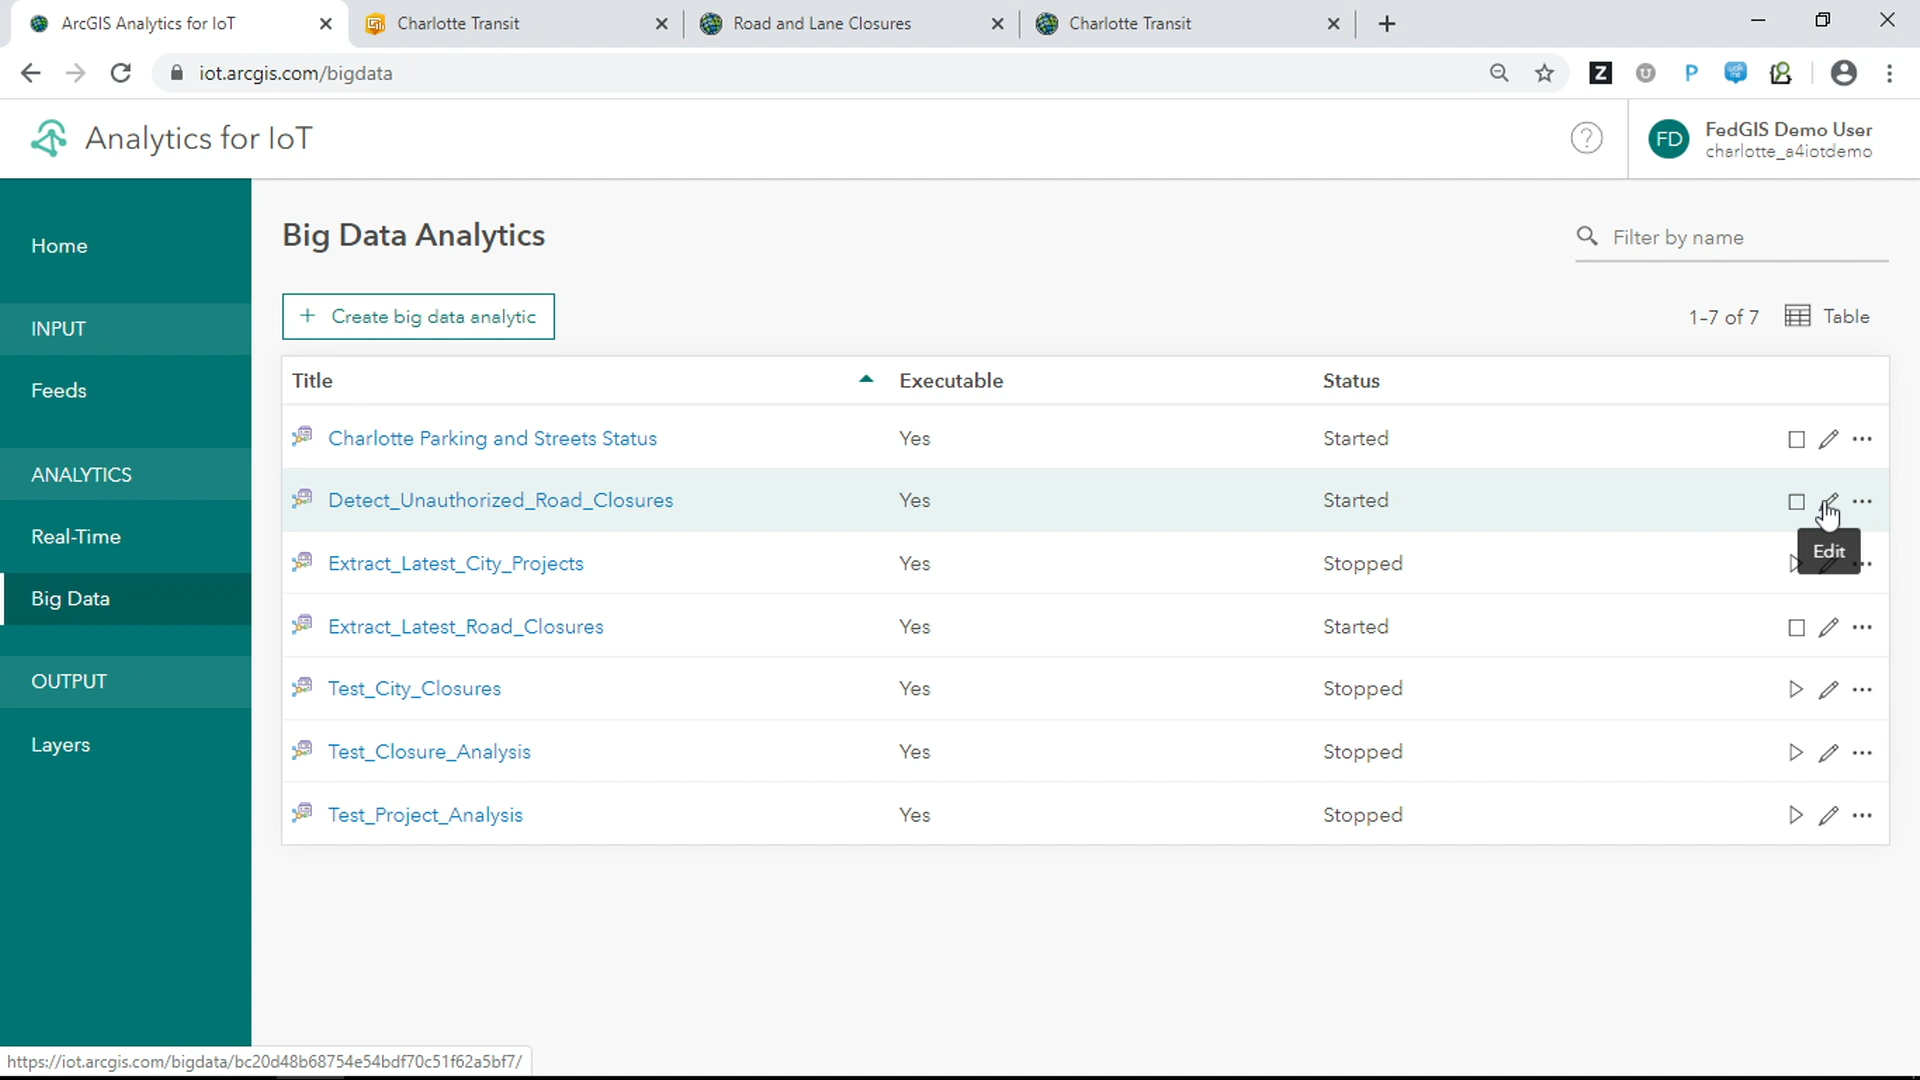 ArcGIS Analytics for IoT
Charlotte Transit
Road and Lane Closures
Charlotte Transit
iot.arcgis.com/bigdata
Z
U
P
walk me
Analytics for IoT
?
FD
FedGIS Demo User
charlotte_a4iotdemo
Home
INPUT
Feeds
ANALYTICS
Real-Time
Big Data
OUTPUT
Layers
Big Data Analytics
Filter by name
+ Create big data analytic
1-7 of 7 Table
Title Executable Status
Charlotte Parking and Streets Status Yes Started
Detect_Unauthorized_Road_Closures Yes Started
Edit
Extract_Latest_City_Projects Yes Stopped
Extract_Latest_Road_Closures Yes Started
Test_City_Closures Yes Stopped
Test_Closure_Analysis Yes Stopped
Test_Project_Analysis Yes Stopped
https://iot.arcgis.com/bigdata/bc20d48b68754e54bdf70c51f62a5bf7/